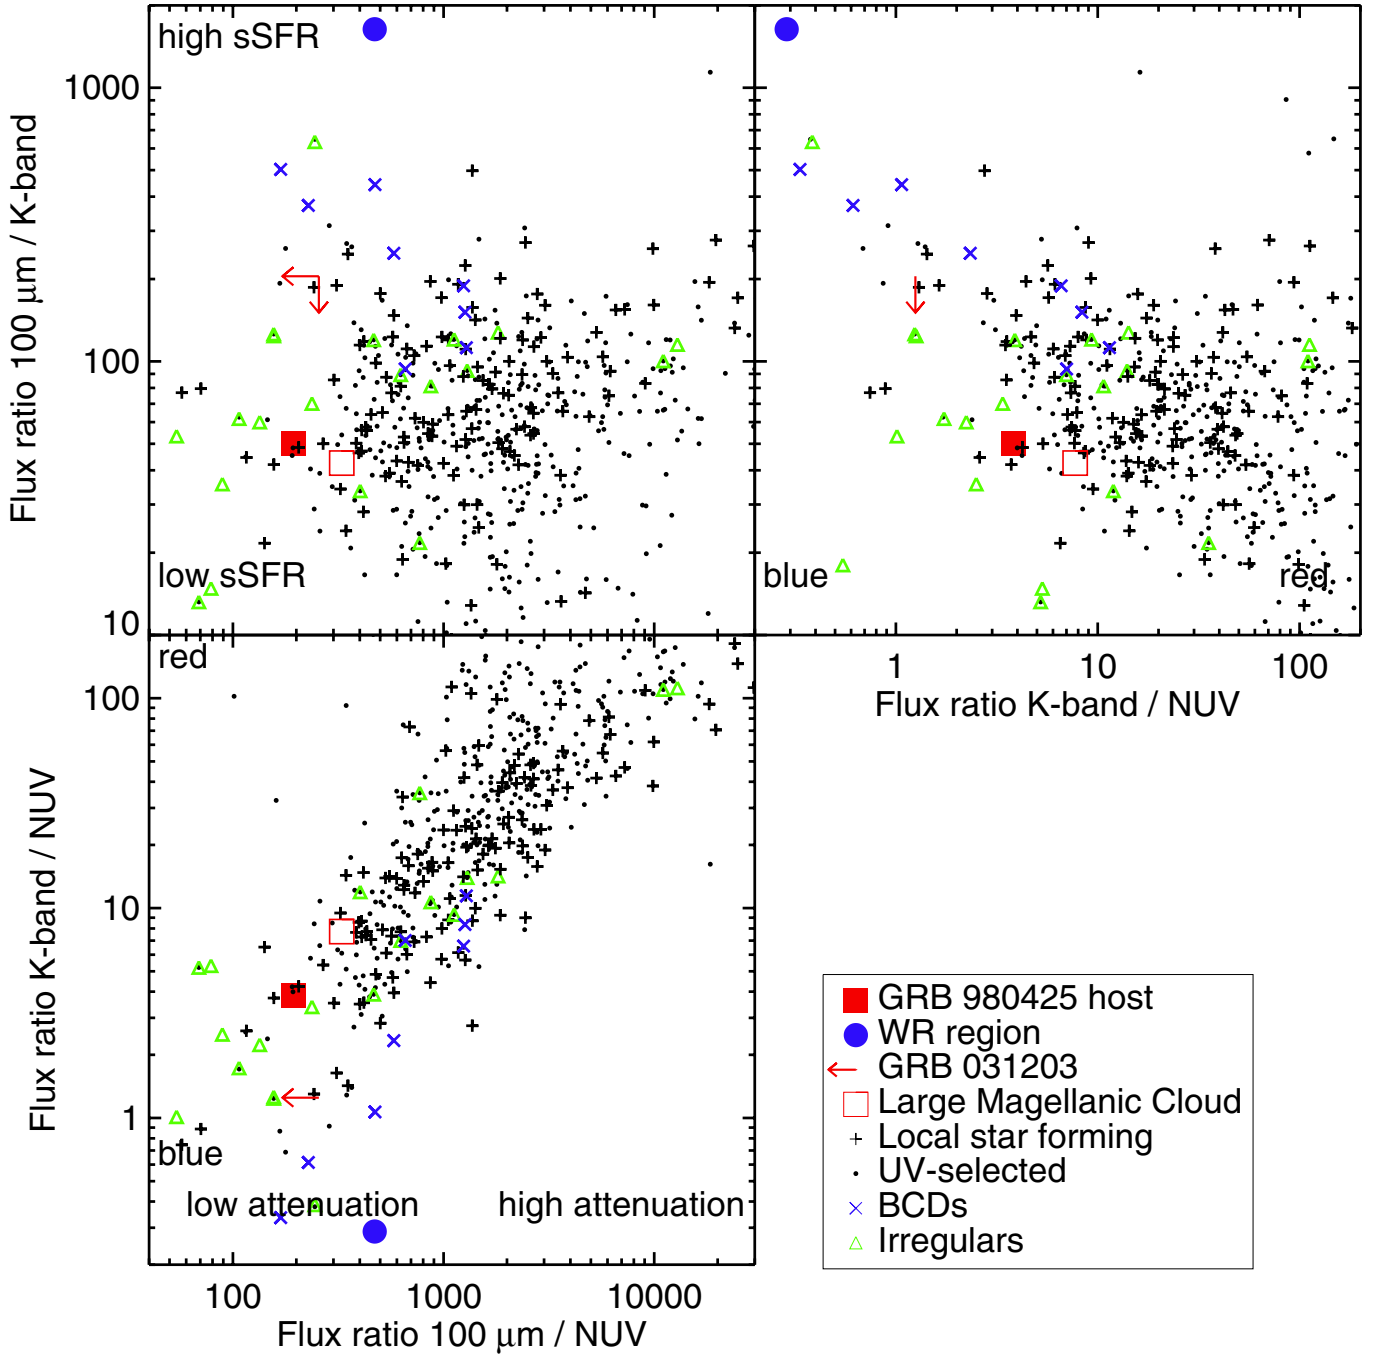 high sSFR
1000
100
10
Flux ratio 100 μm / K-band
low sSFR
blue
red
1
10
100
Flux ratio K-band / NUV
red
100
10
1
Flux ratio K-band / NUV
blue
low attenuation
high attenuation
100
1000
10000
Flux ratio 100 μm / NUV
GRB 980425 host
WR region
GRB 031203
Large Magellanic Cloud
Local star forming
UV-selected
BCDs
Irregulars